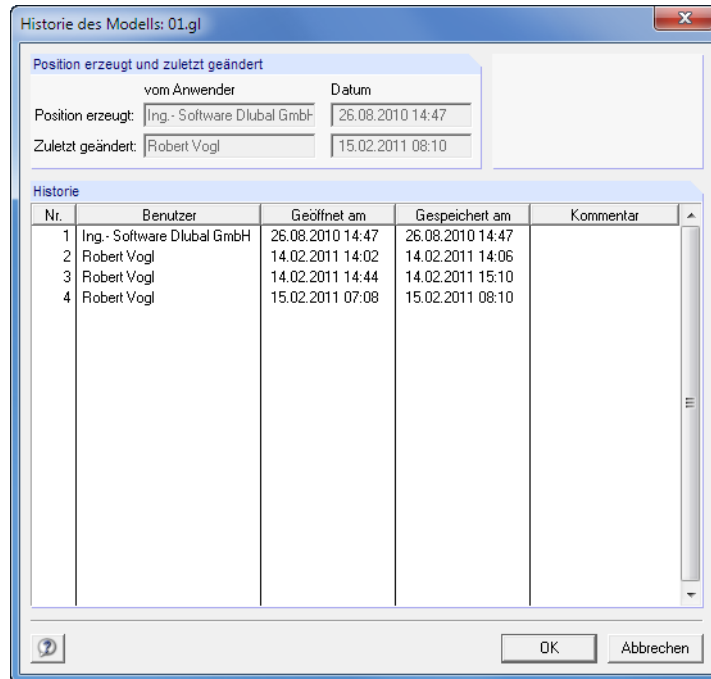 Historie des Modells: 01.gl
Position erzeugt und zuletzt geändert
vom Anwender Datum
Position erzeugt: Ing.- Software Dlubal GmbH 26.08.2010 14:47
Zuletzt geändert: Robert Vogl 15.02.2011 08:10
Historie
Nr. Benutzer Geöffnet am Gespeichert am Kommentar
1 Ing.- Software Dlubal GmbH 26.08.2010 14:47 26.08.2010 14:47
2 Robert Vogl 14.02.2011 14:02 14.02.2011 14:06
3 Robert Vogl 14.02.2011 14:44 14.02.2011 15:10
4 Robert Vogl 15.02.2011 07:08 15.02.2011 08:10
OK Abbrechen